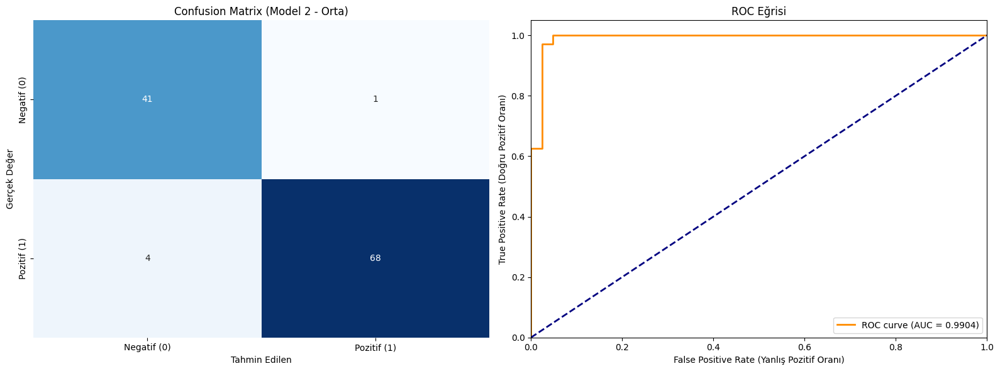 Confusion Matrix (Model 2 - Orta)
Gerçek Değer
Negatif (0)
Pozitif (1)
41
1
4
68
Negatif (0)
Pozitif (1)
Tahmin Edilen
ROC Eğrisi
True Positive Rate (Doğru Pozitif Oranı)
1.0
0.8
0.6
0.4
0.2
0.0
ROC curve (AUC = 0.9904)
0.0
0.2
0.4
0.6
0.8
1.0
False Positive Rate (Yanlış Pozitif Oranı)